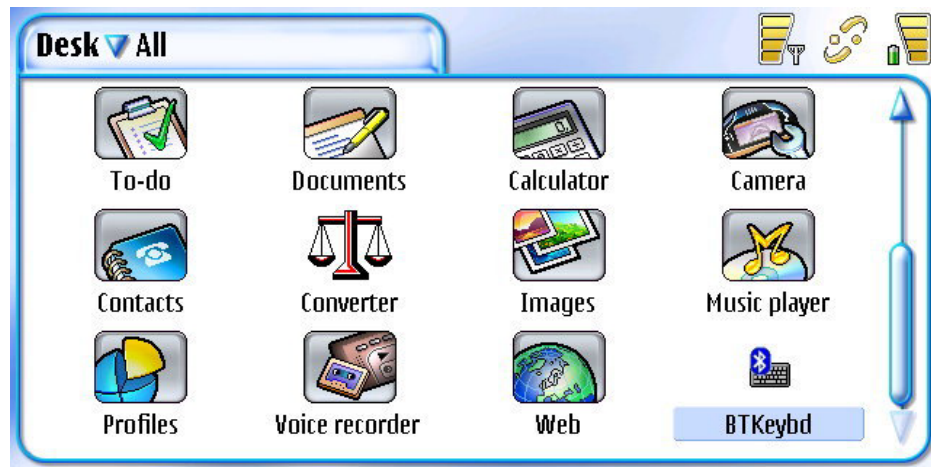 Desk All
To-do Documents Calculator Camera
Contacts Converter Images Music player
Profiles Voice recorder Web BTKeybd